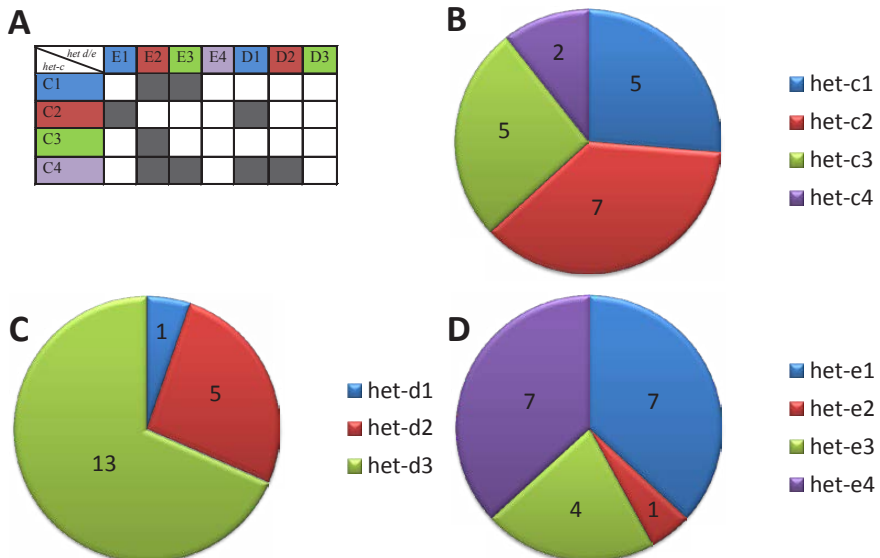 A
het d/e
het-c
E1 E2 E3 E4 D1 D2 D3
C1
C2
C3
C4
B
2
5
5
7
het-c1
het-c2
het-c3
het-c4
C
1
5
13
het-d1
het-d2
het-d3
D
7
7
4
1
het-e1
het-e2
het-e3
het-e4